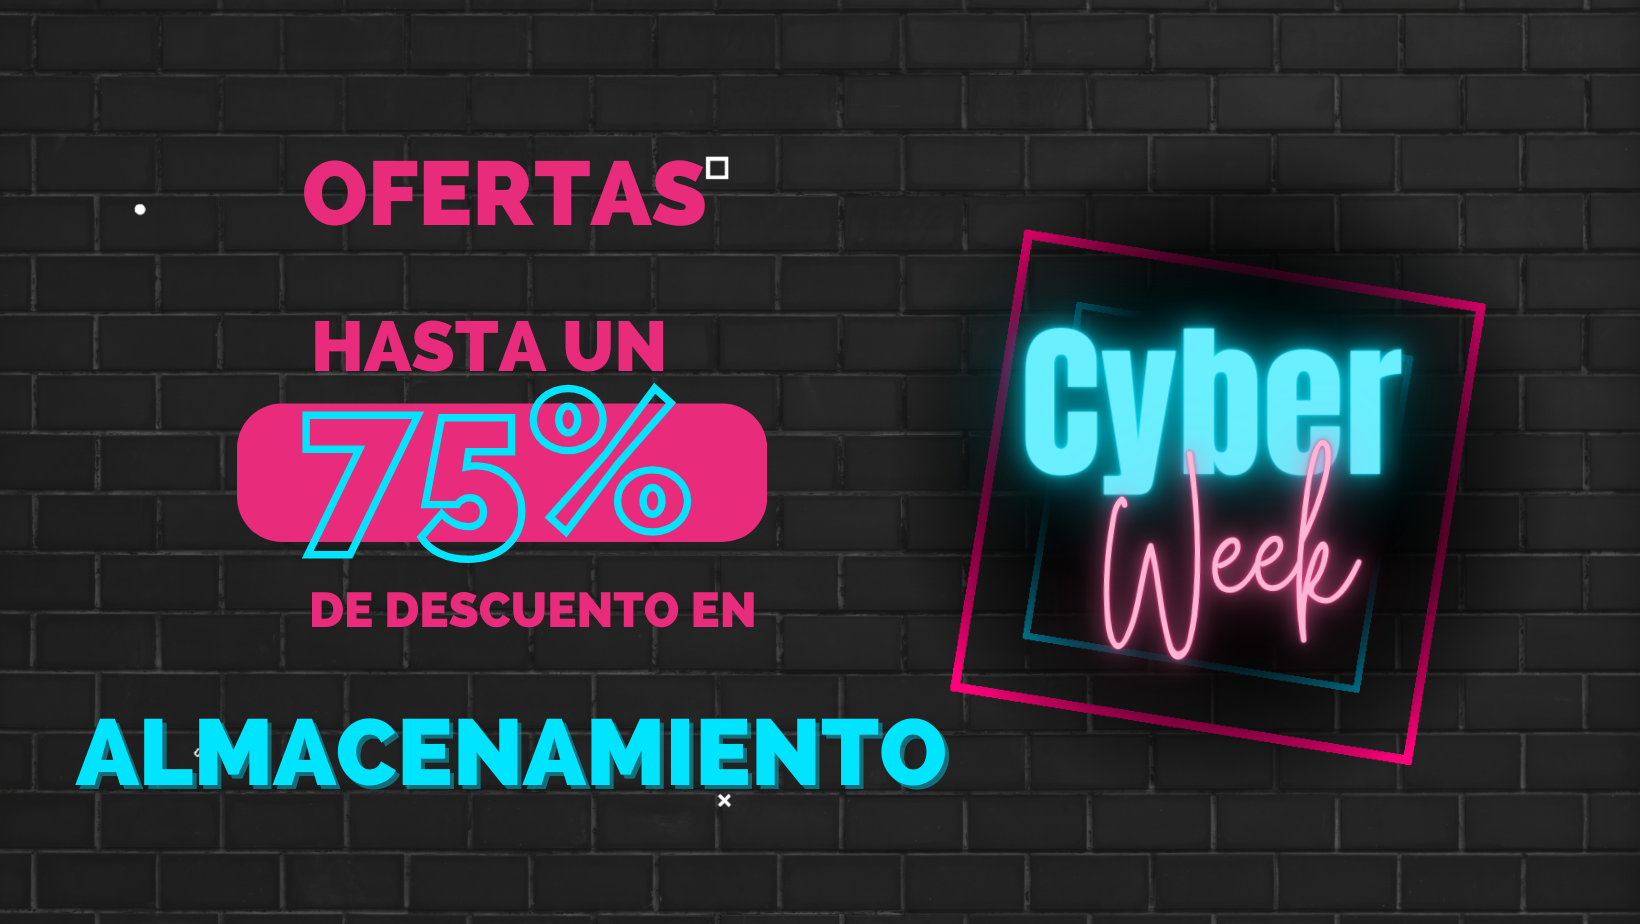 OFERTAS
HASTA UN
75%
DE DESCUENTO EN
ALMACENAMIENTO
Cyber
Week